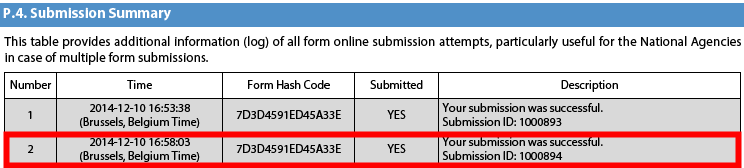 P.4. Submission Summary
This table provides additional information (log) of all form online submission attempts, particularly useful for the National Agencies
in case of multiple form submissions.
Number Time Form Hash Code Submitted Description
1 2014-12-10 16:53:38 (Brussels, Belgium Time) 7D3D4591ED45A33E YES Your submission was successful. Submission ID: 1000893
2 2014-12-10 16:58:03 (Brussels, Belgium Time) 7D3D4591ED45A33E YES Your submission was successful. Submission ID: 1000894